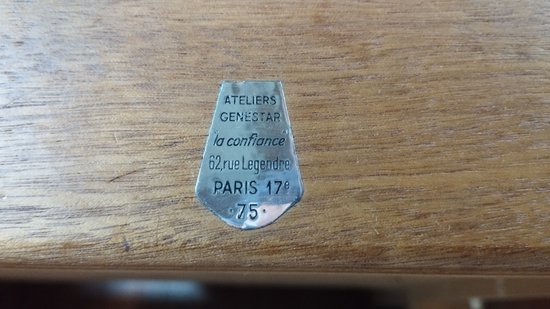 ATELIERS
GENESTAR
la confiance
62,rue Legendre
PARIS 17e
·75·